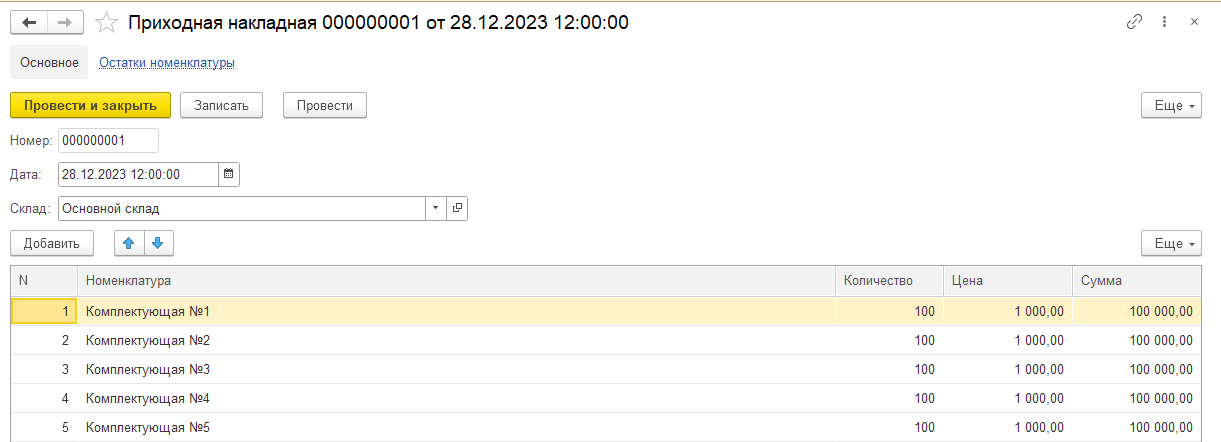 Приходная накладная 000000001 от 28.12.2023 12:00:00
Основное Остатки номенклатуры
Провести и закрыть Записать Провести Еще
Номер: 000000001
Дата: 28.12.2023 12:00:00
Склад: Основной склад
Добавить Еще
N Номенклатура Количество Цена Сумма
1 Комплектующая №1 100 1 000,00 100 000,00
2 Комплектующая №2 100 1 000,00 100 000,00
3 Комплектующая №3 100 1 000,00 100 000,00
4 Комплектующая №4 100 1 000,00 100 000,00
5 Комплектующая №5 100 1 000,00 100 000,00